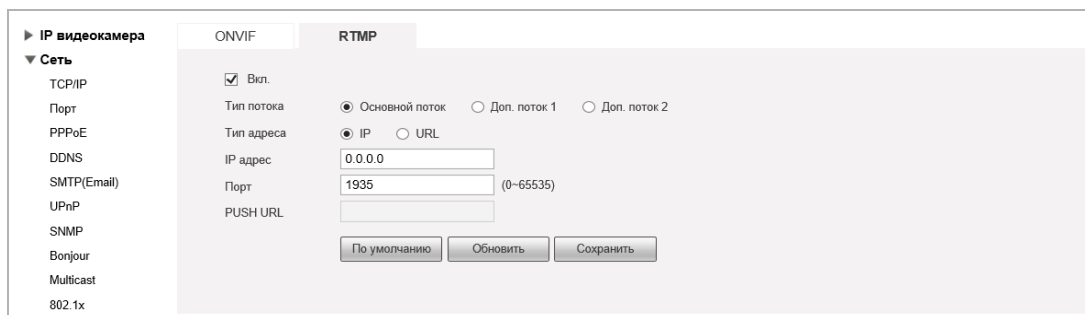 IP видеокамера
Сеть
TCP/IP
Порт
PPPoE
DDNS
SMTP(Email)
UPnP
SNMP
Bonjour
Multicast
802.1x
ONVIF RTMP
Вкл.
Тип потока Основной поток Доп. поток 1 Доп. поток 2
Тип адреса IP URL
IP адрес 0.0.0.0
Порт 1935 (0~65535)
PUSH URL
По умолчанию Обновить Сохранить